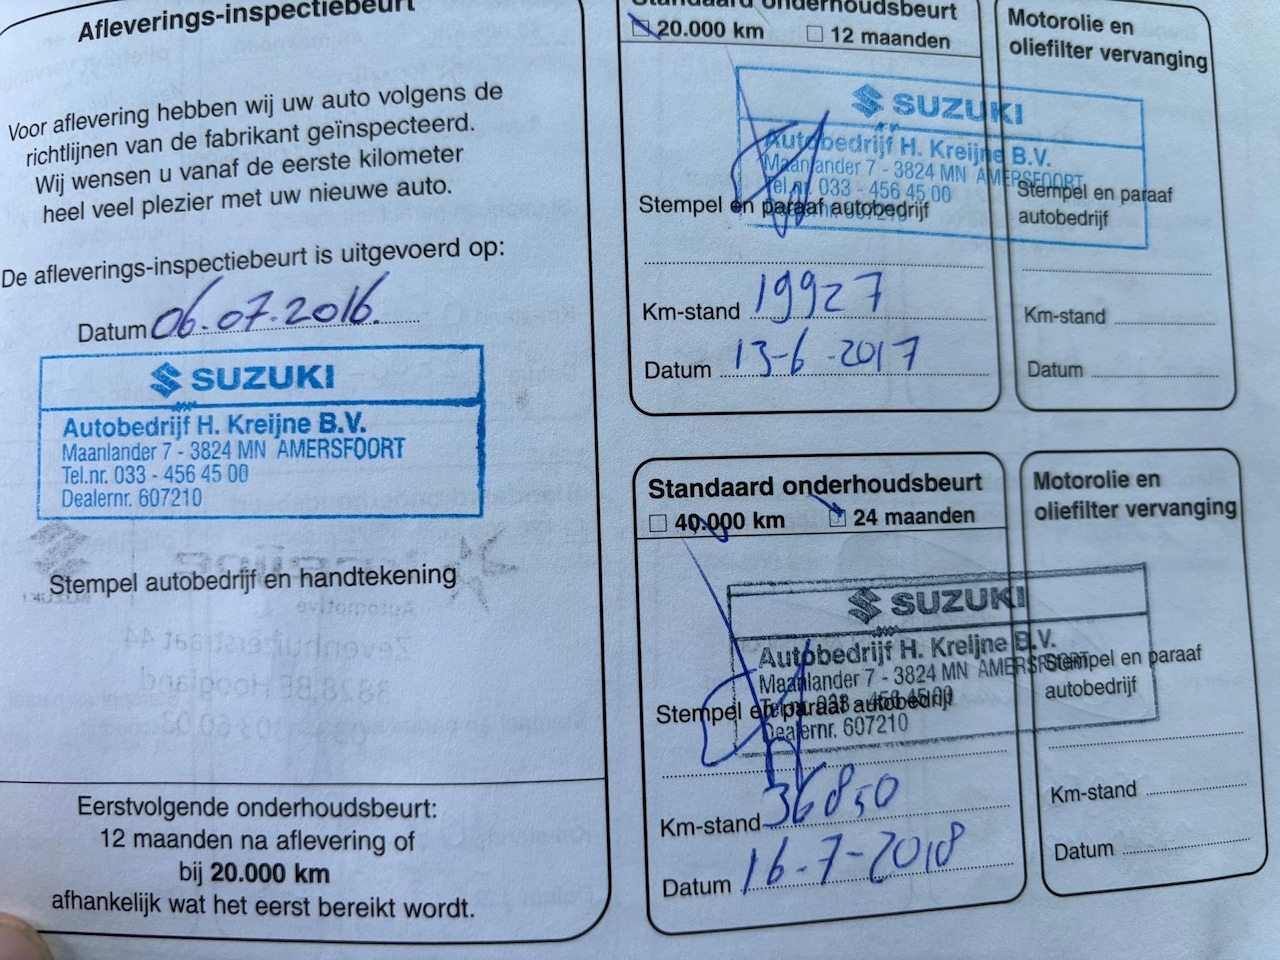 Afleverings-inspectiebeurt
Voor aflevering hebben wij uw auto volgens de
richtlijnen van de fabrikant geïnspecteerd.
Wij wensen u vanaf de eerste kilometer
heel veel plezier met uw nieuwe auto.
De afleverings-inspectiebeurt is uitgevoerd op:
Datum 06.07.2016.
SUZUKI
Autobedrijf H. Kreijne B.V.
Maanlander 7 - 3824 MN AMERSFOORT
Tel.nr. 033 - 456 45 00
Dealernr. 607210
Stempel autobedrijf en handtekening
Eerstvolgende onderhoudsbeurt:
12 maanden na aflevering of
bij 20.000 km
afhankelijk wat het eerst bereikt wordt.
Standaard onderhoudsbeurt
20.000 km 12 maanden
SUZUKI
Autobedrijf H. Kreijne B.V.
Maanlander 7 - 3824 MN AMERSFOORT
Tel.nr. 033 - 456 45 00
Stempel en paraaf autobedrijf
Km-stand 19927
Datum 13-6-2017
Motorolie en
oliefilter vervanging
Stempel en paraaf
autobedrijf
Km-stand
Datum
Standaard onderhoudsbeurt
40.000 km 24 maanden
SUZUKI
Autobedrijf H. Kreijne B.V.
Maanlander 7 - 3824 MN AMERSFOORT
Tel.nr. 033 - 456 45 00
Stempel en paraaf autobedrijf
Dealernr. 607210
Km-stand 36850
Datum 16-7-2018
Motorolie en
oliefilter vervanging
Stempel en paraaf
autobedrijf
Km-stand
Datum